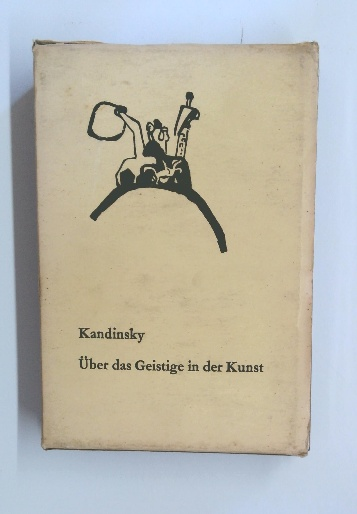 Kandinsky
Über das Geistige in der Kunst